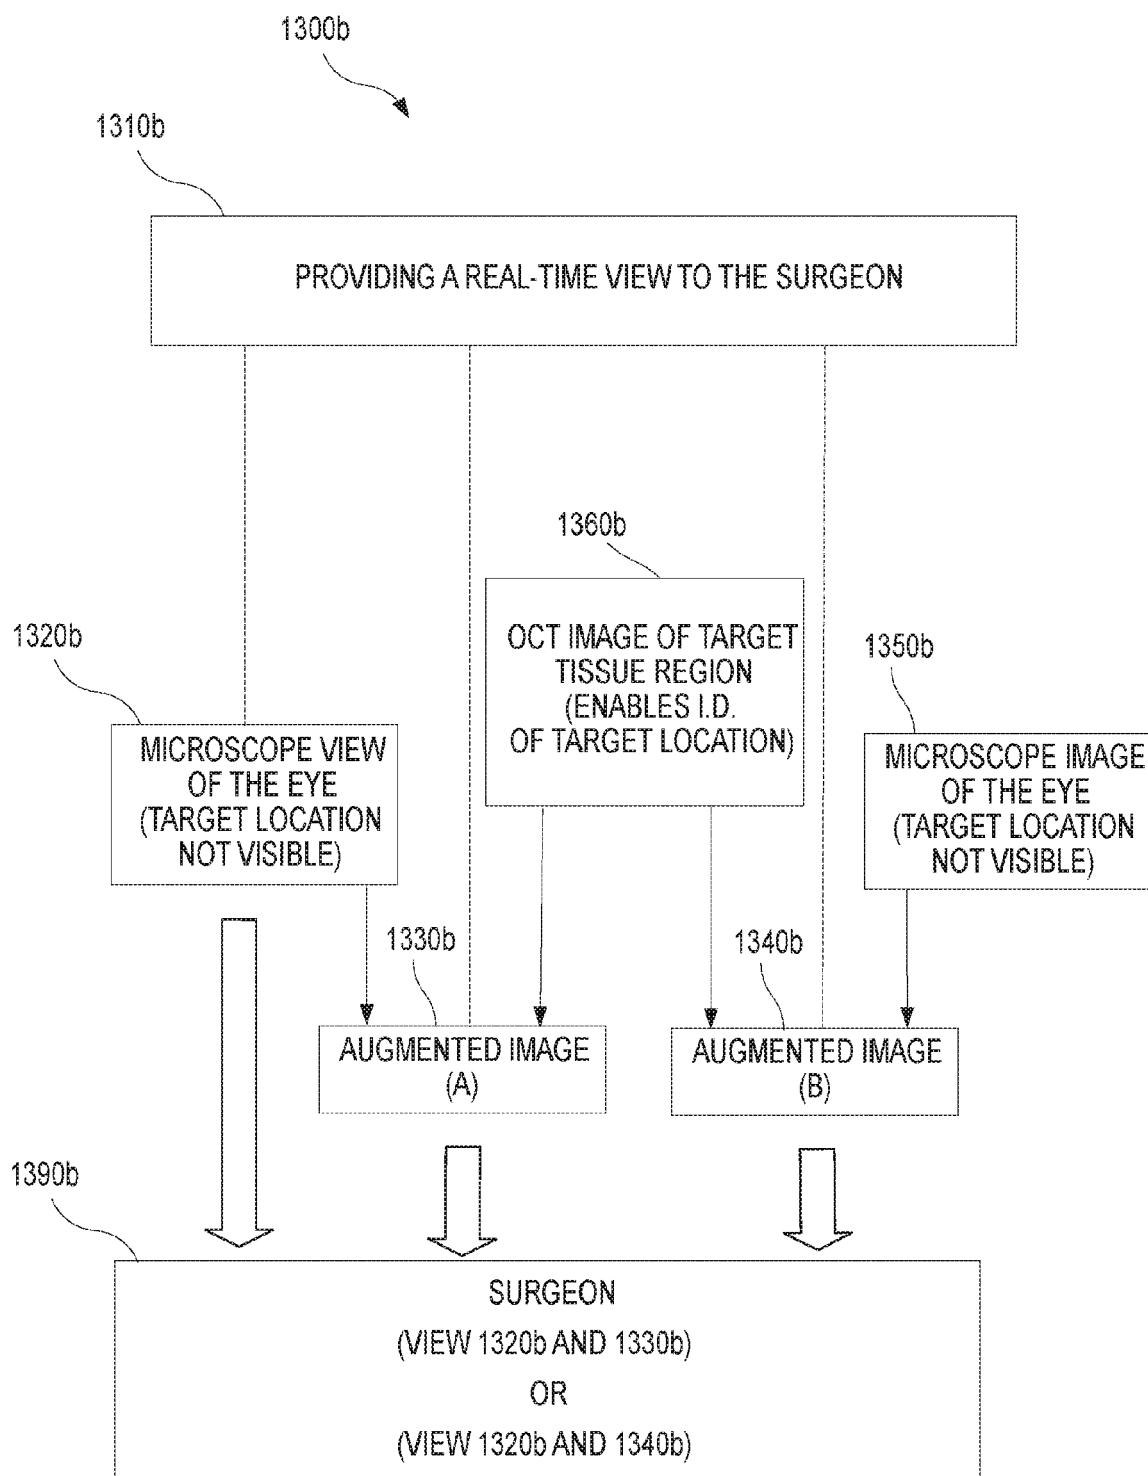 1300b
1310b
PROVIDING A REAL-TIME VIEW TO THE SURGEON
1360b
OCT IMAGE OF TARGET
TISSUE REGION
(ENABLES I.D.
OF TARGET LOCATION)
1320b
MICROSCOPE VIEW
OF THE EYE
(TARGET LOCATION
NOT VISIBLE)
1350b
MICROSCOPE IMAGE
OF THE EYE
(TARGET LOCATION
NOT VISIBLE)
1330b
AUGMENTED IMAGE
(A)
1340b
AUGMENTED IMAGE
(B)
1390b
SURGEON
(VIEW 1320b AND 1330b)
OR
(VIEW 1320b AND 1340b)